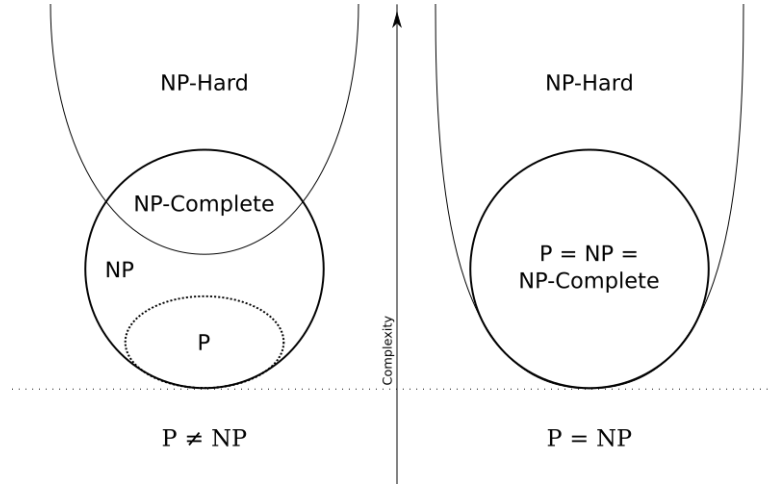 NP-Hard
NP-Complete
NP
P
P ≠ NP
Complexity
NP-Hard
P = NP =
NP-Complete
P = NP